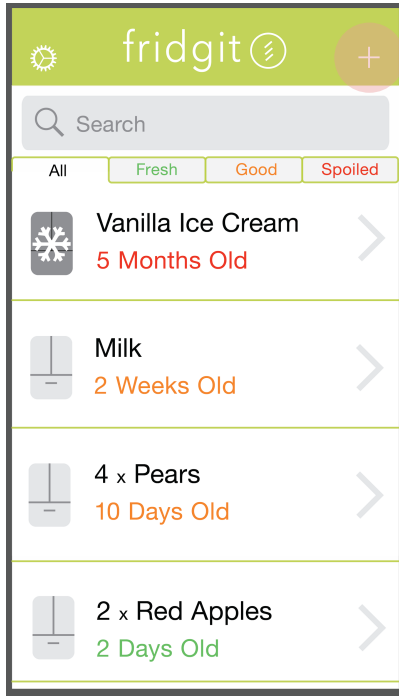 fridgit
Search
All Fresh Good Spoiled
Vanilla Ice Cream
5 Months Old
Milk
2 Weeks Old
4 x Pears
10 Days Old
2 x Red Apples
2 Days Old